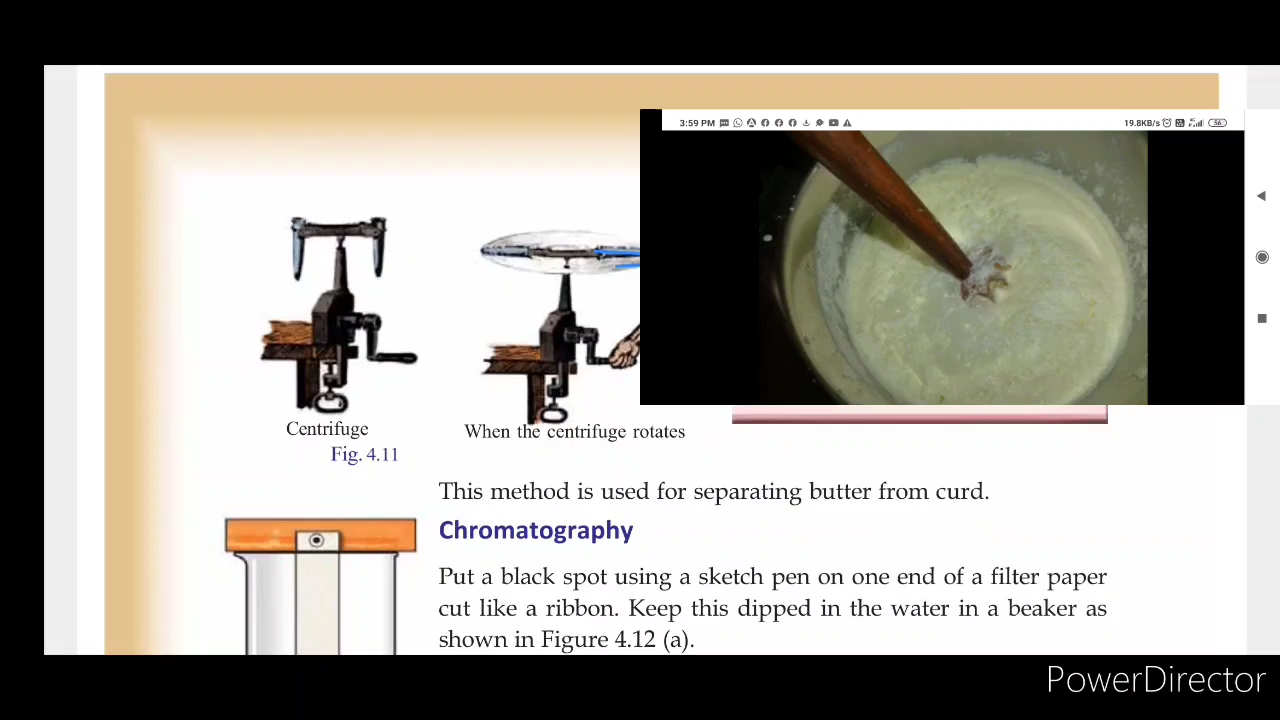 3:59 PM
19.8KB/s
56
Centrifuge
When the centrifuge rotates
Fig. 4.11
This method is used for separating butter from curd.
Chromatography
Put a black spot using a sketch pen on one end of a filter paper
cut like a ribbon. Keep this dipped in the water in a beaker as
shown in Figure 4.12 (a).
PowerDirector